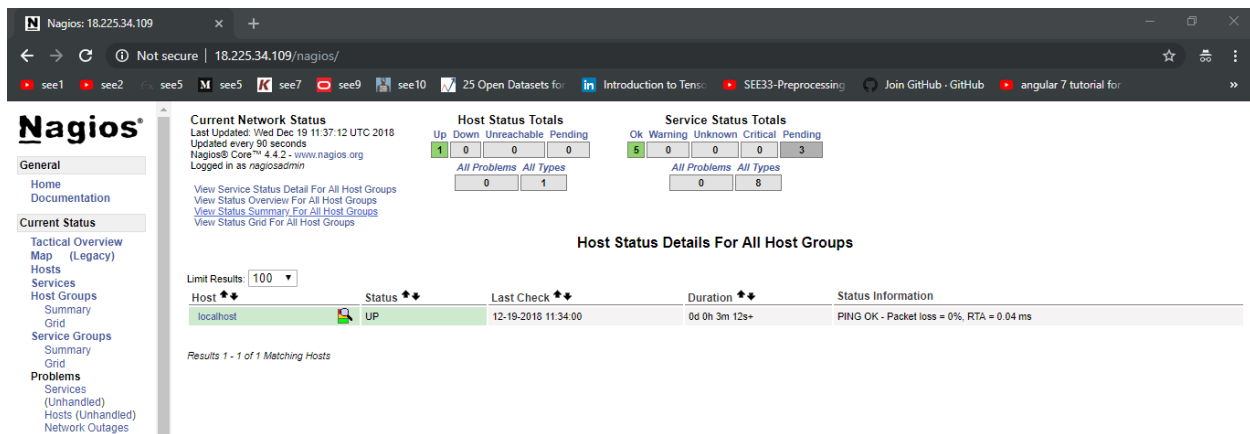 Nagios: 18.225.34.109
Not secure | 18.225.34.109/nagios/
see1 see2 see5 see5 see7 see9 see10 25 Open Datasets for Introduction to Tenso SEE33-Preprocessing Join GitHub · GitHub angular 7 tutorial for »
Nagios®
General
Home
Documentation
Current Status
Tactical Overview
Map (Legacy)
Hosts
Services
Host Groups
Summary
Grid
Service Groups
Summary
Grid
Problems
Services
(Unhandled)
Hosts (Unhandled)
Network Outages
Current Network Status
Last Updated: Wed Dec 19 11:37:12 UTC 2018
Updated every 90 seconds
Nagios® Core™ 4.4.2 - www.nagios.org
Logged in as nagiosadmin
View Service Status Detail For All Host Groups
View Status Overview For All Host Groups
View Status Summary For All Host Groups
View Status Grid For All Host Groups
Host Status Totals
Up Down Unreachable Pending
1 0 0 0
All Problems All Types
0 1
Service Status Totals
Ok Warning Unknown Critical Pending
5 0 0 0 3
All Problems All Types
0 8
Host Status Details For All Host Groups
Limit Results: 100
Host Status Last Check Duration Status Information
localhost UP 12-19-2018 11:34:00 0d 0h 3m 12s+ PING OK - Packet loss = 0%, RTA = 0.04 ms
Results 1 - 1 of 1 Matching Hosts